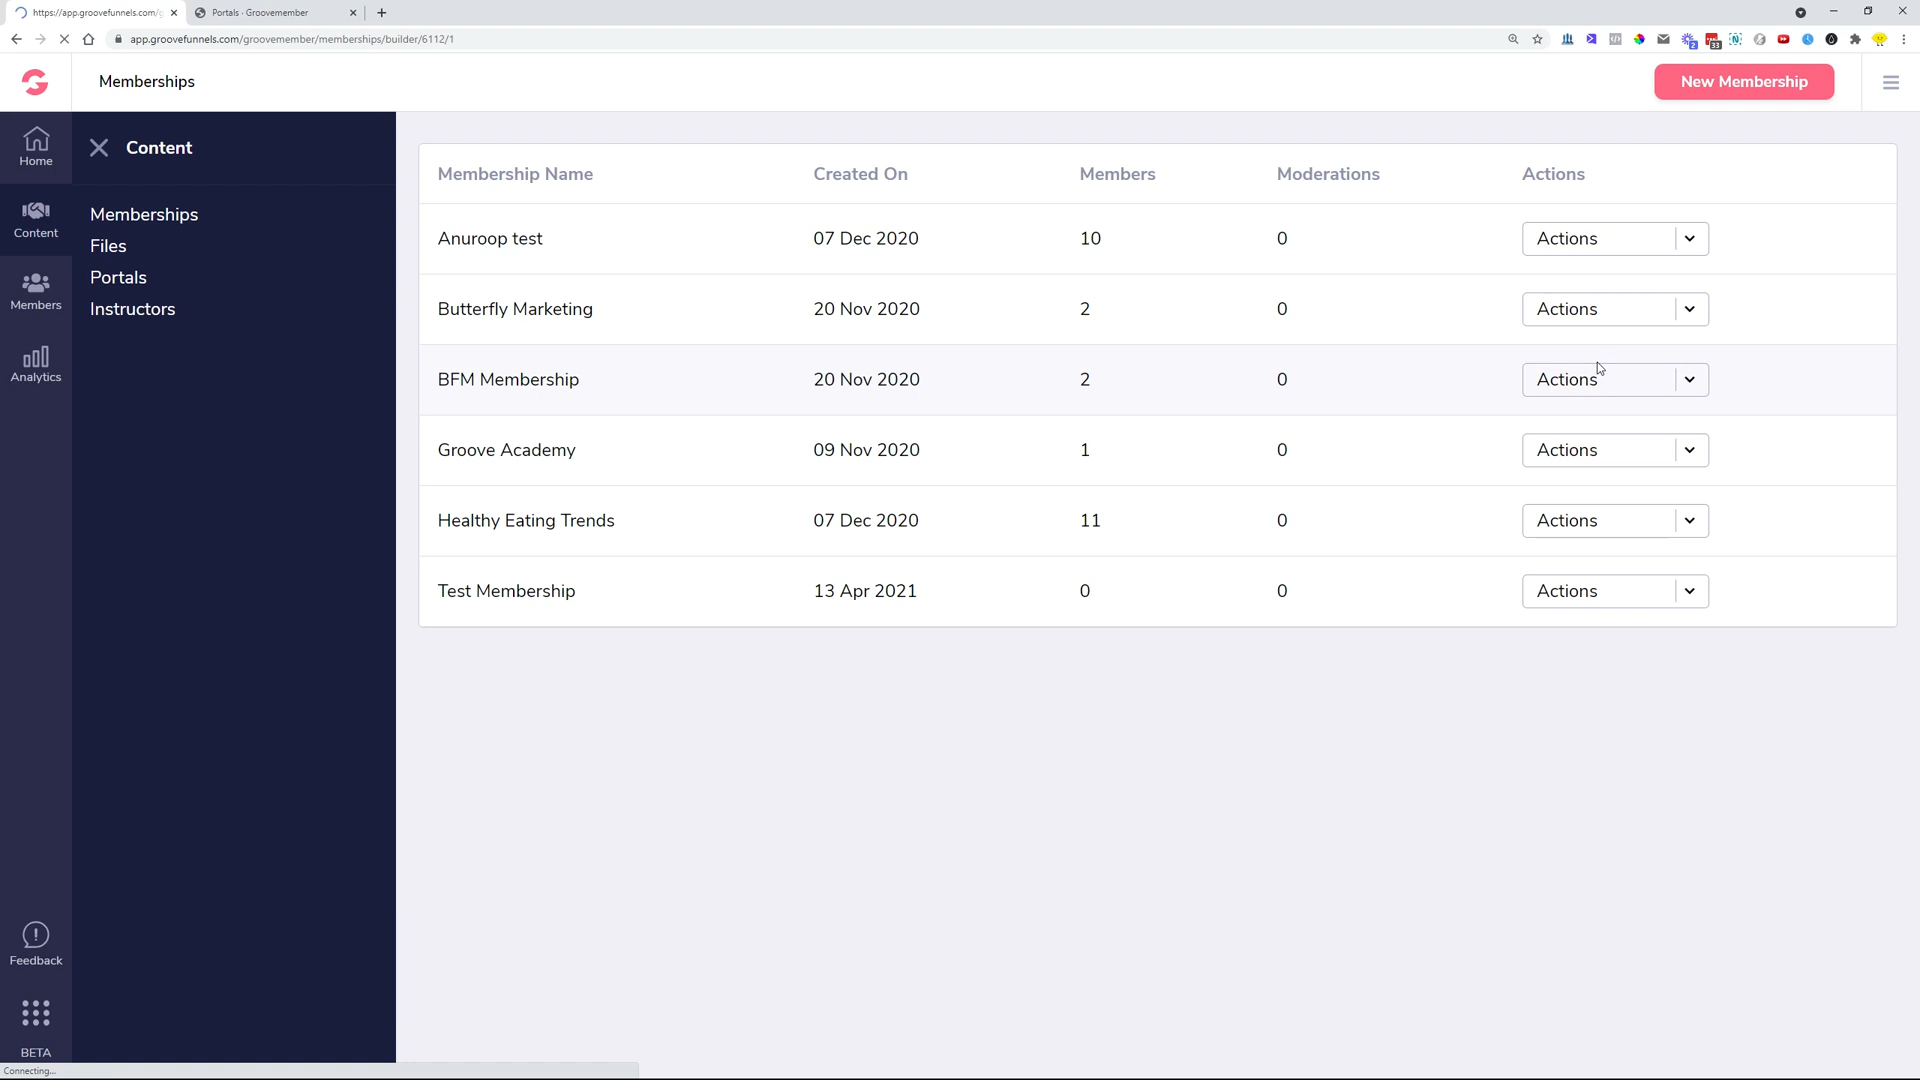 https://app.groovefunnels.com/g
Portals - Groovemember
app.groovefunnels.com/groovemember/memberships/builder/6112/1
2
33
Memberships
New Membership
Home
Content
Members
Analytics
Feedback
BETA
Content
Memberships
Files
Portals
Instructors
Membership Name Created On Members Moderations Actions
Anuroop test 07 Dec 2020 10 0 Actions
Butterfly Marketing 20 Nov 2020 2 0 Actions
BFM Membership 20 Nov 2020 2 0 Actions
Groove Academy 09 Nov 2020 1 0 Actions
Healthy Eating Trends 07 Dec 2020 11 0 Actions
Test Membership 13 Apr 2021 0 0 Actions
Connecting...